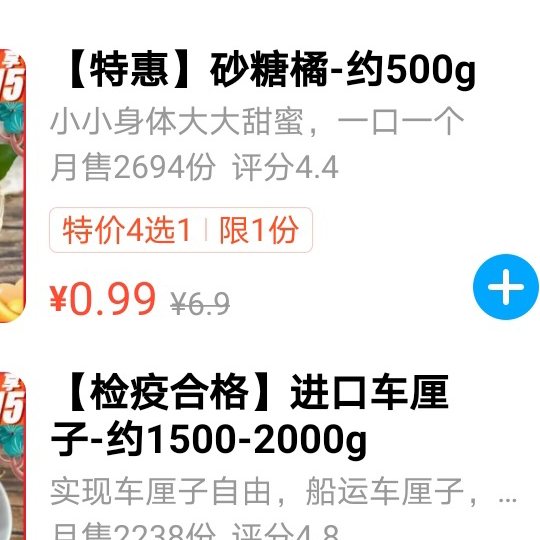 【特惠】砂糖橘-约500g
小小身体大大甜蜜，一口一个
月售2694份 评分4.4
特价4选1 限1份
¥0.99 ¥6.9
【检疫合格】进口车厘
子-约1500-2000g
实现车厘子自由，船运车厘子，...
月售2238份 评分4.8